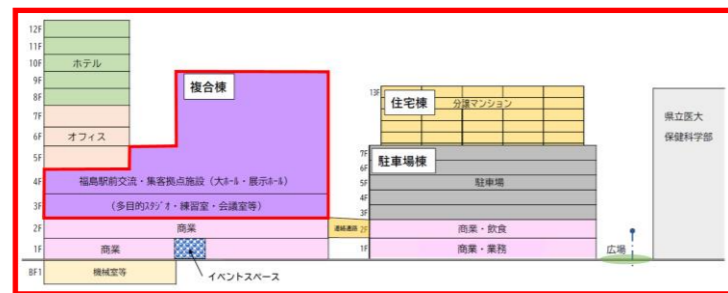 12F
11F
10F
ホテル
9F
8F
7F
6F
オフィス
5F
複合棟
4F
福島駅前交流・集客拠点施設(大ホール・展示ホール)
3F
(多目的スタジオ・練習室・会議室等)
2F
商業
1F
商業
BF1
機械室等
イベントスペース
連絡通路
13F
住宅棟
分譲マンション
7F
駐車場棟
6F
5F
駐車場
4F
3F
2F
商業・飲食
1F
商業・業務
広場
県立医大
保健科学部